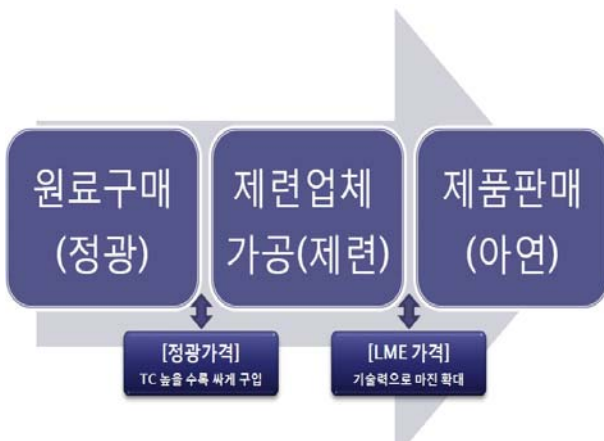 원료구매
(정광)
제련업체
가공(제련)
제품판매
(아연)
[정광가격]
TC 높을 수록 싸게 구입
[LME 가격]
기술력으로 마진 확대